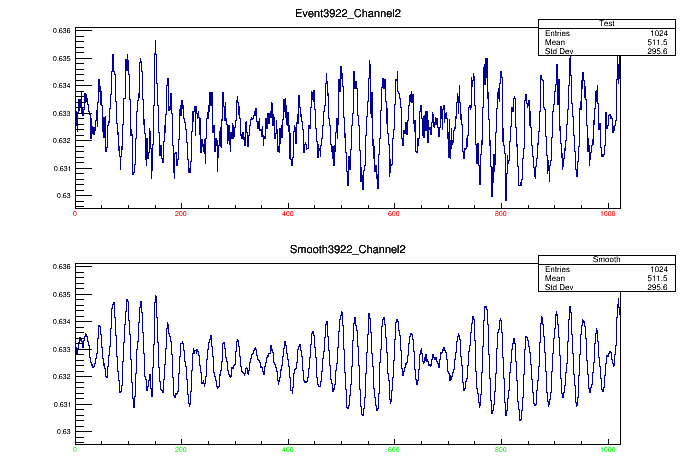 Event3922_Channel2
Test
Entries 1024
Mean 511.5
Std Dev 295.6
0.636
0.635
0.634
0.633
0.632
0.631
0.63
0 200 400 600 800 1000
Smooth3922_Channel2
Smooth
Entries 1024
Mean 511.5
Std Dev 295.6
0.636
0.635
0.634
0.633
0.632
0.631
0.63
0 200 400 600 800 1000